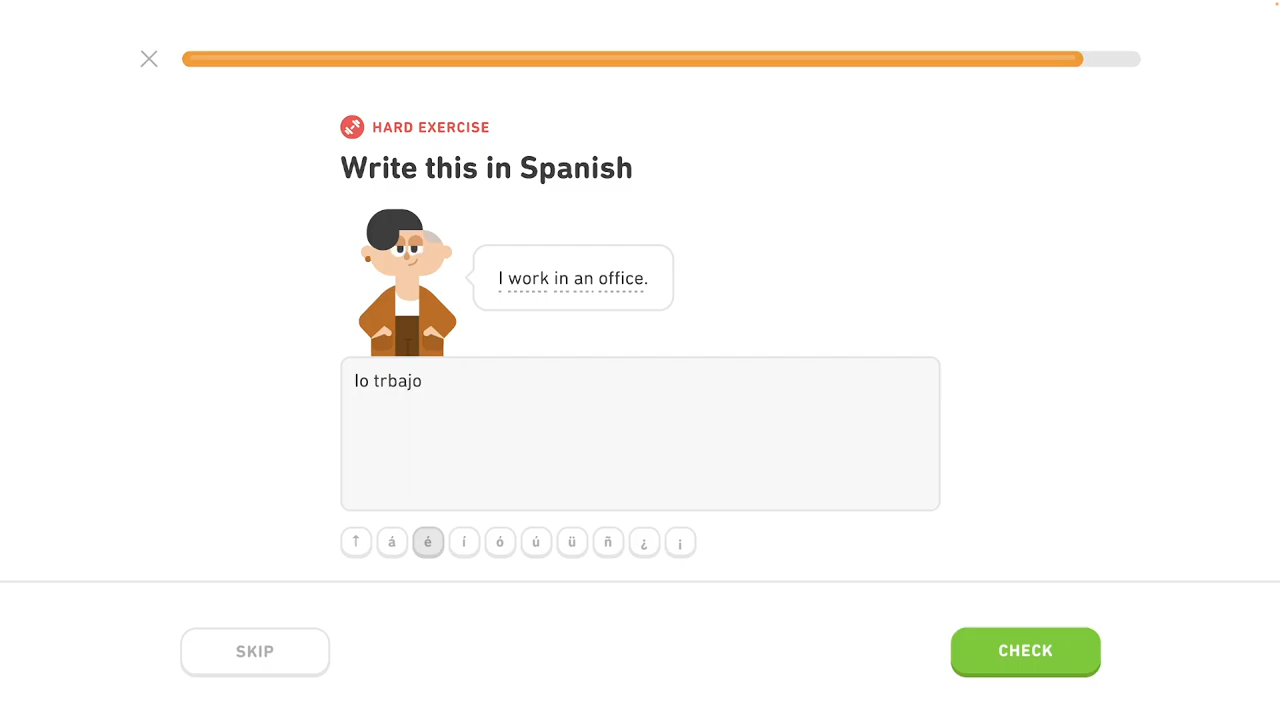 HARD EXERCISE
Write this in Spanish
I work in an office.
Io trbajo
↑ á é í ó ú ü ñ ¿ ¡
SKIP
CHECK